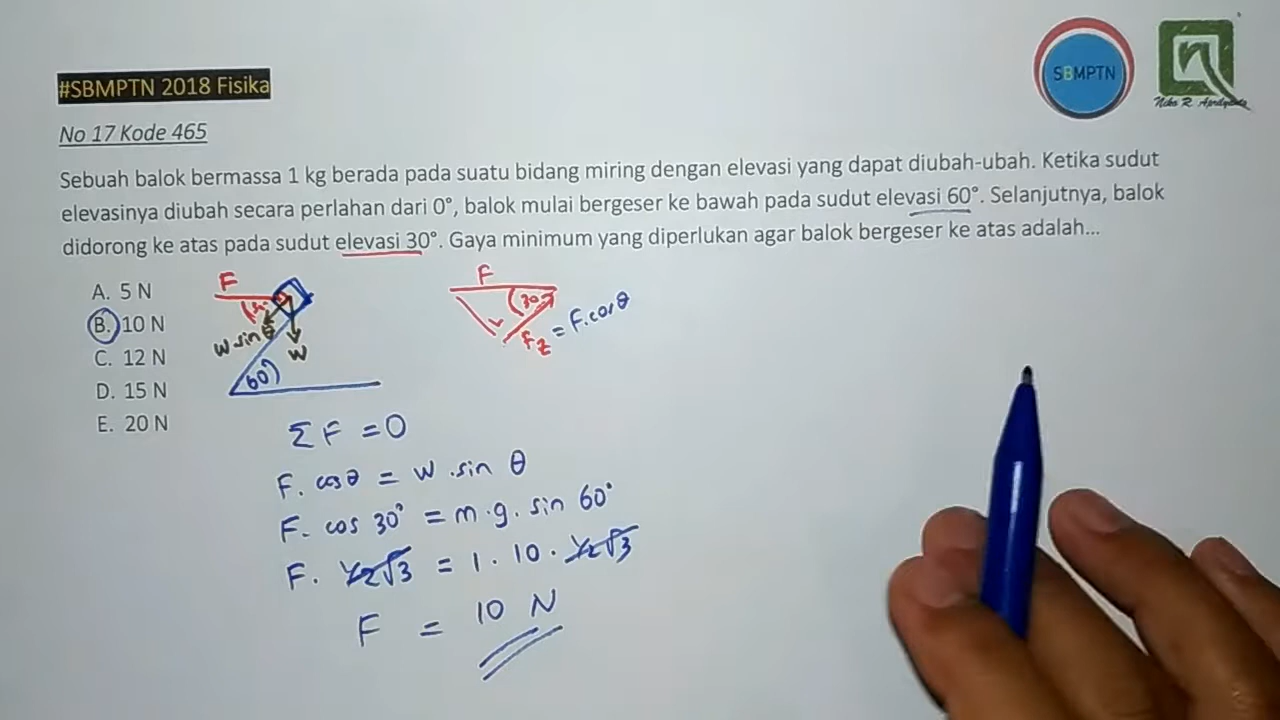 #SBMPTN 2018 Fisika
SBMPTN
No 17 Kode 465
Sebuah balok bermassa 1 kg berada pada suatu bidang miring dengan elevasi yang dapat diubah-ubah. Ketika sudut
elevasinya diubah secara perlahan dari 0°, balok mulai bergeser ke bawah pada sudut elevasi 60°. Selanjutnya, balok
didorong ke atas pada sudut elevasi 30°. Gaya minimum yang diperlukan agar balok bergeser ke atas adalah...
A. 5 N
B. 10 N
C. 12 N
D. 15 N
E. 20 N
F
W sin θ
W
60°
F
30
= F. cos θ
Σ F = 0
F. cos θ = W . sin θ
F. cos 30° = m . g . sin 60°
F. 1/2√3 = 1 . 10 . 1/2√3
F = 10 N